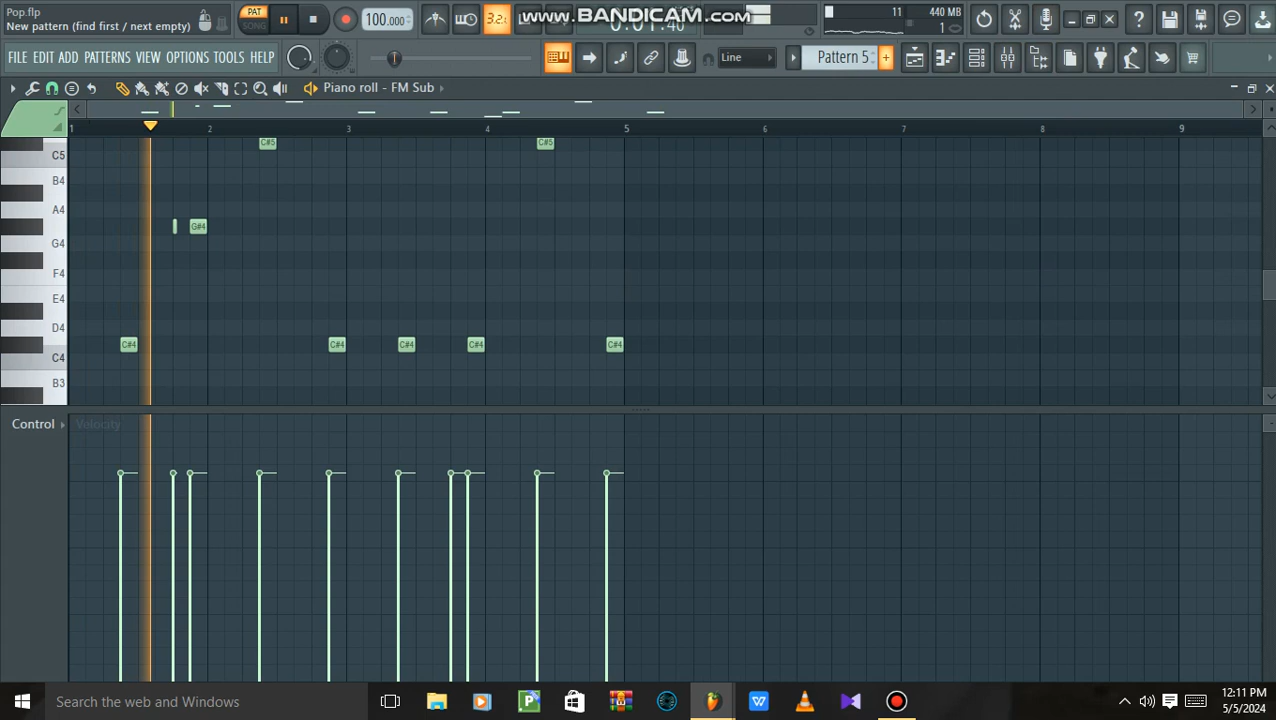 Pop.flp
New pattern (find first / next empty)
PAT
SONG
100.000
3.2.
www.BANDICAM.com
11
440 MB
1
FILE EDIT ADD PATTERNS VIEW OPTIONS TOOLS HELP
Line
Pattern 5
Piano roll - FM Sub
1 2 3 4 5 6 7 8 9
C5 C#5 C#5
B4
A4
G#4
G4
F4
E4
D4
C#4 C#4 C#4 C#4 C#4
C4
B3
Control
Velocity
Search the web and Windows
12:11 PM
5/5/2024